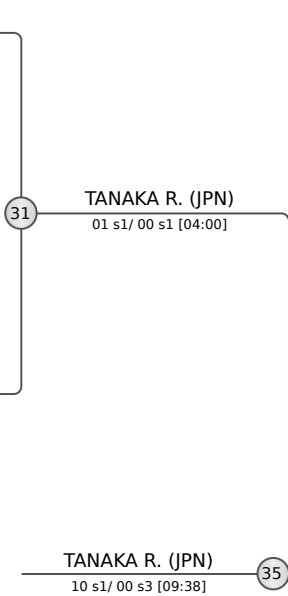 TANAKA R. (JPN)
31
01 s1/ 00 s1 [04:00]
TANAKA R. (JPN)
35
10 s1/ 00 s3 [09:38]